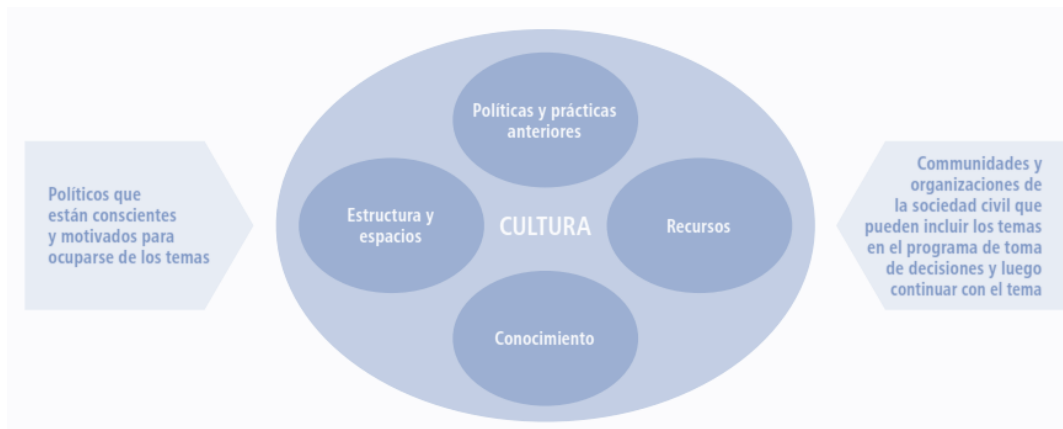 Políticos que
están conscientes
y motivados para
ocuparse de los temas
Políticas y prácticas
anteriores
Estructura y
espacios
CULTURA
Recursos
Conocimiento
Communidades y
organizaciones de
la sociedad civil que
pueden incluir los temas
en el programa de toma
de decisiones y luego
continuar con el tema